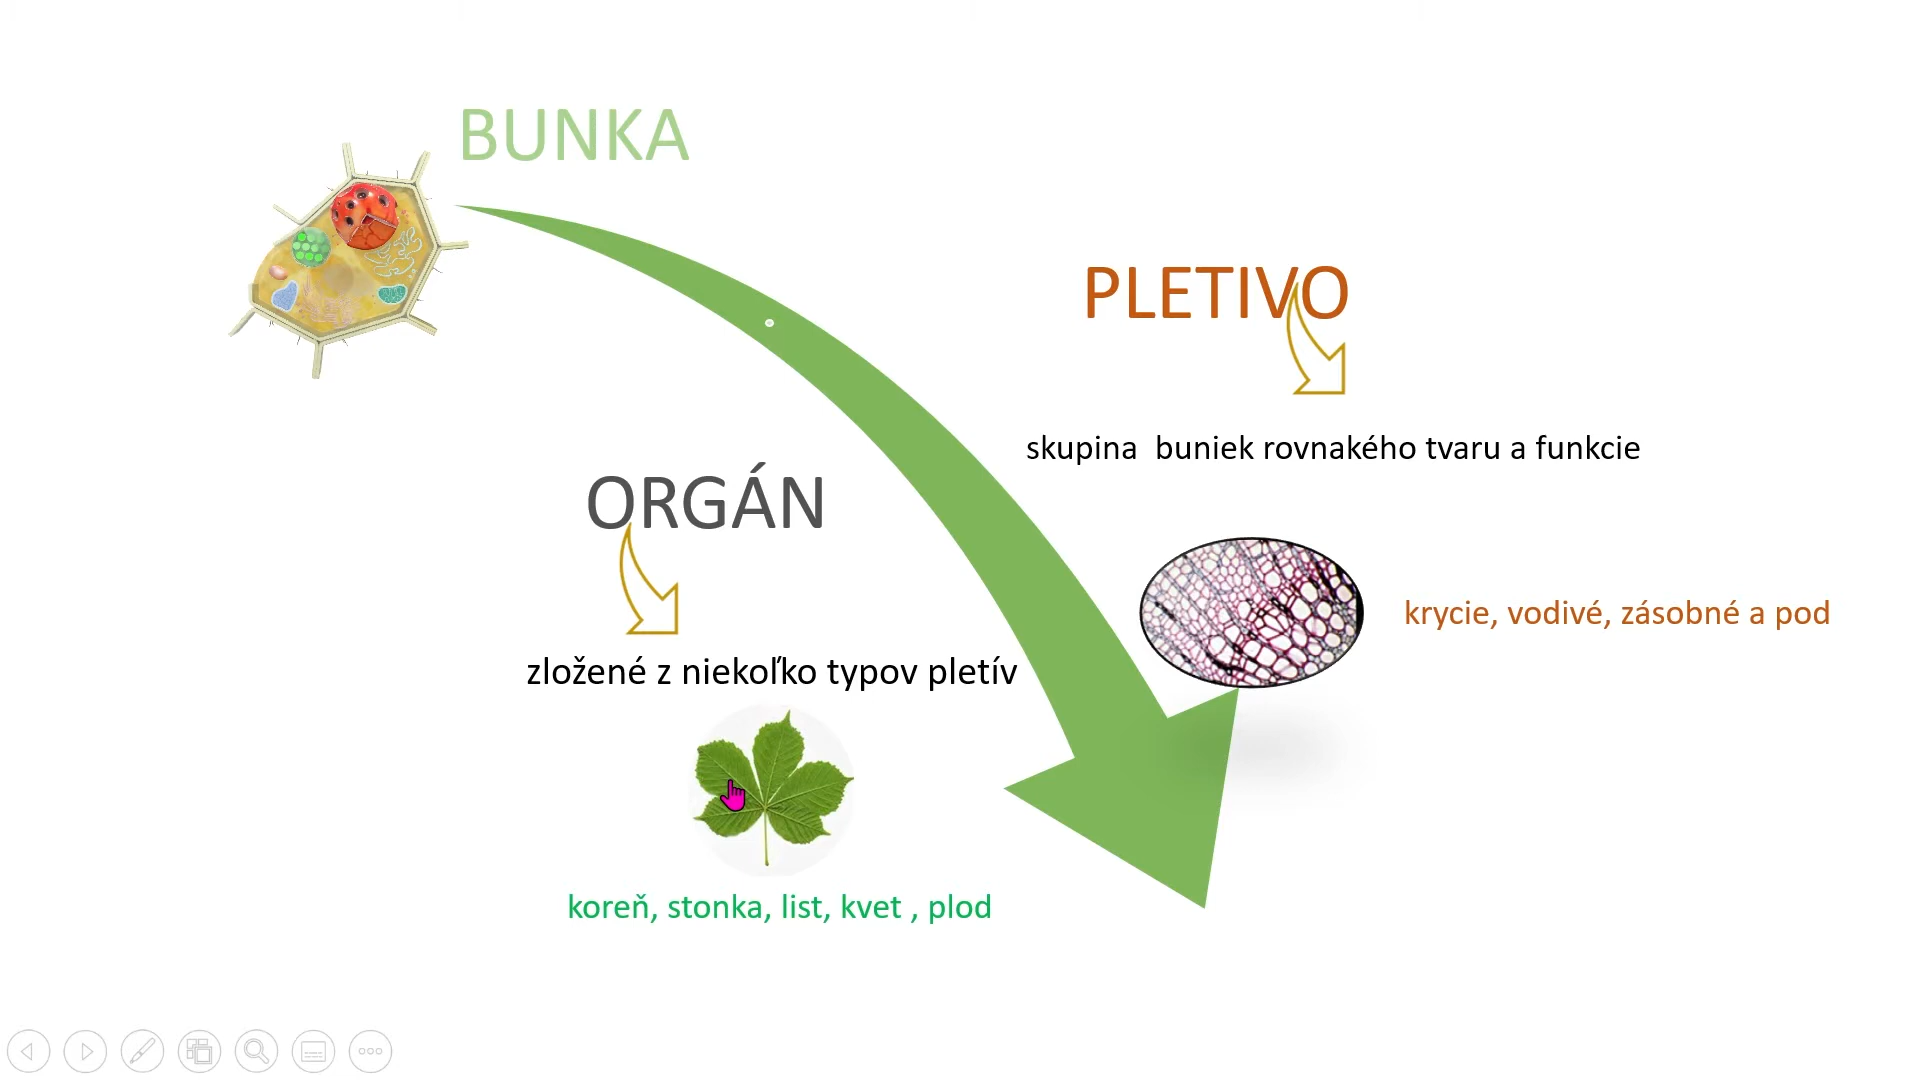 BUNKA
PLETIVO
skupina  buniek rovnakého tvaru a funkcie
krycie, vodivé, zásobné a pod
ORGÁN
zložené z niekoľko typov pletív
koreň, stonka, list, kvet , plod